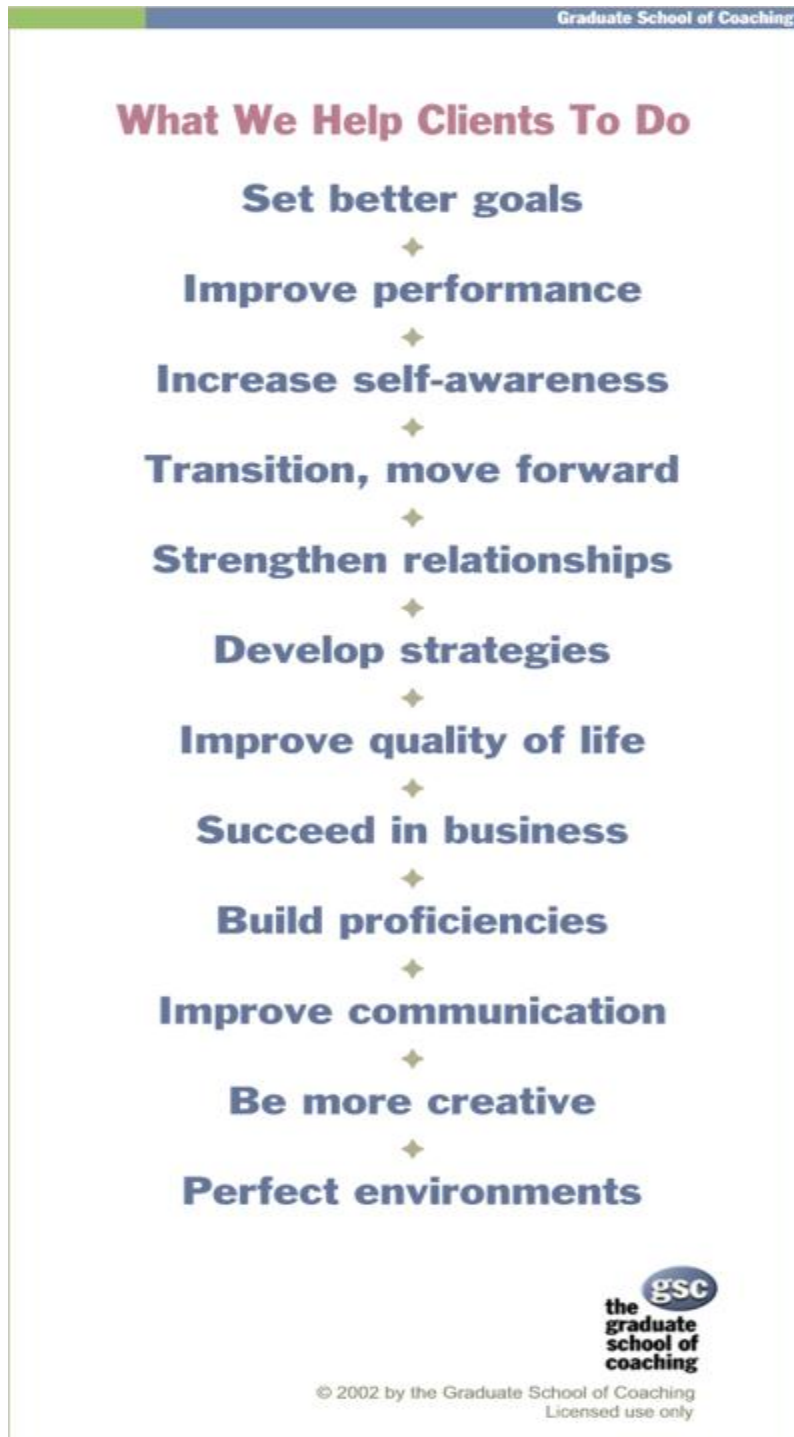 Graduate School of Coaching
What We Help Clients To Do
Set better goals
Improve performance
Increase self-awareness
Transition, move forward
Strengthen relationships
Develop strategies
Improve quality of life
Succeed in business
Build proficiencies
Improve communication
Be more creative
Perfect environments
gsc
the
graduate
school of
coaching
© 2002 by the Graduate School of Coaching
Licensed use only